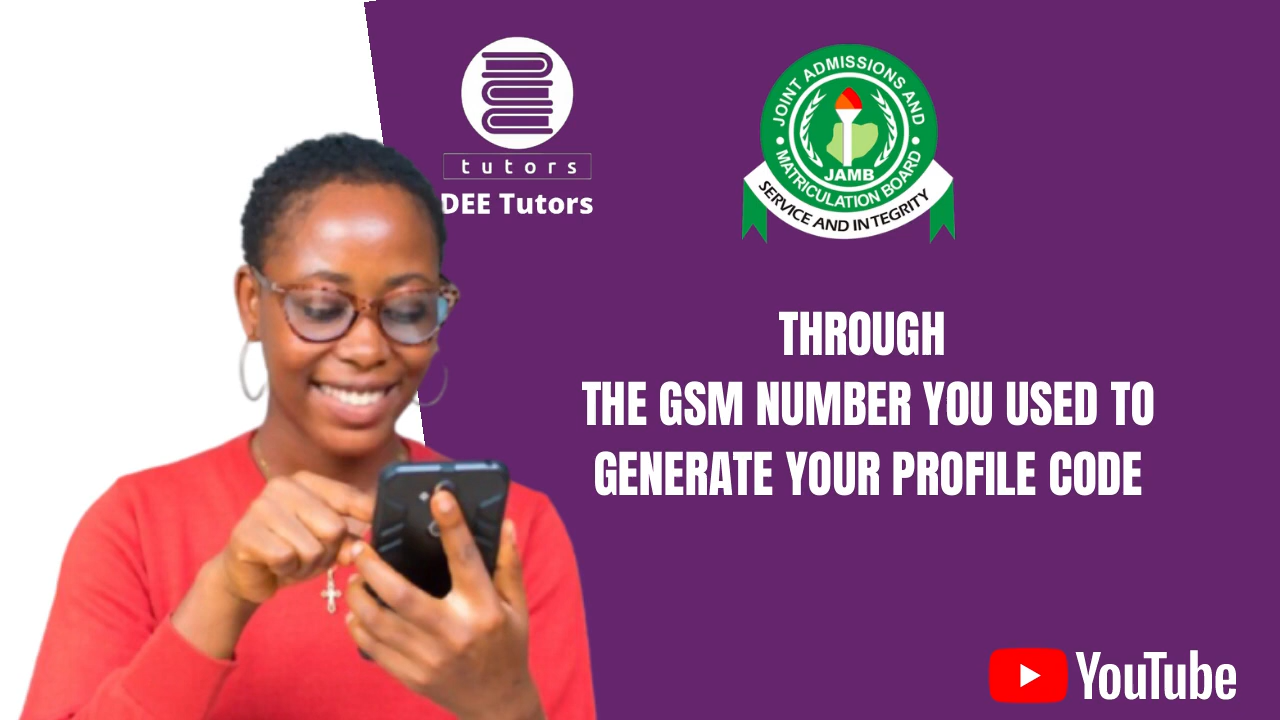 tutors
DEE Tutors
JOINT ADMISSIONS AND
MATRICULATION BOARD
JAMB
SERVICE AND INTEGRITY
THROUGH
THE GSM NUMBER YOU USED TO
GENERATE YOUR PROFILE CODE
YouTube